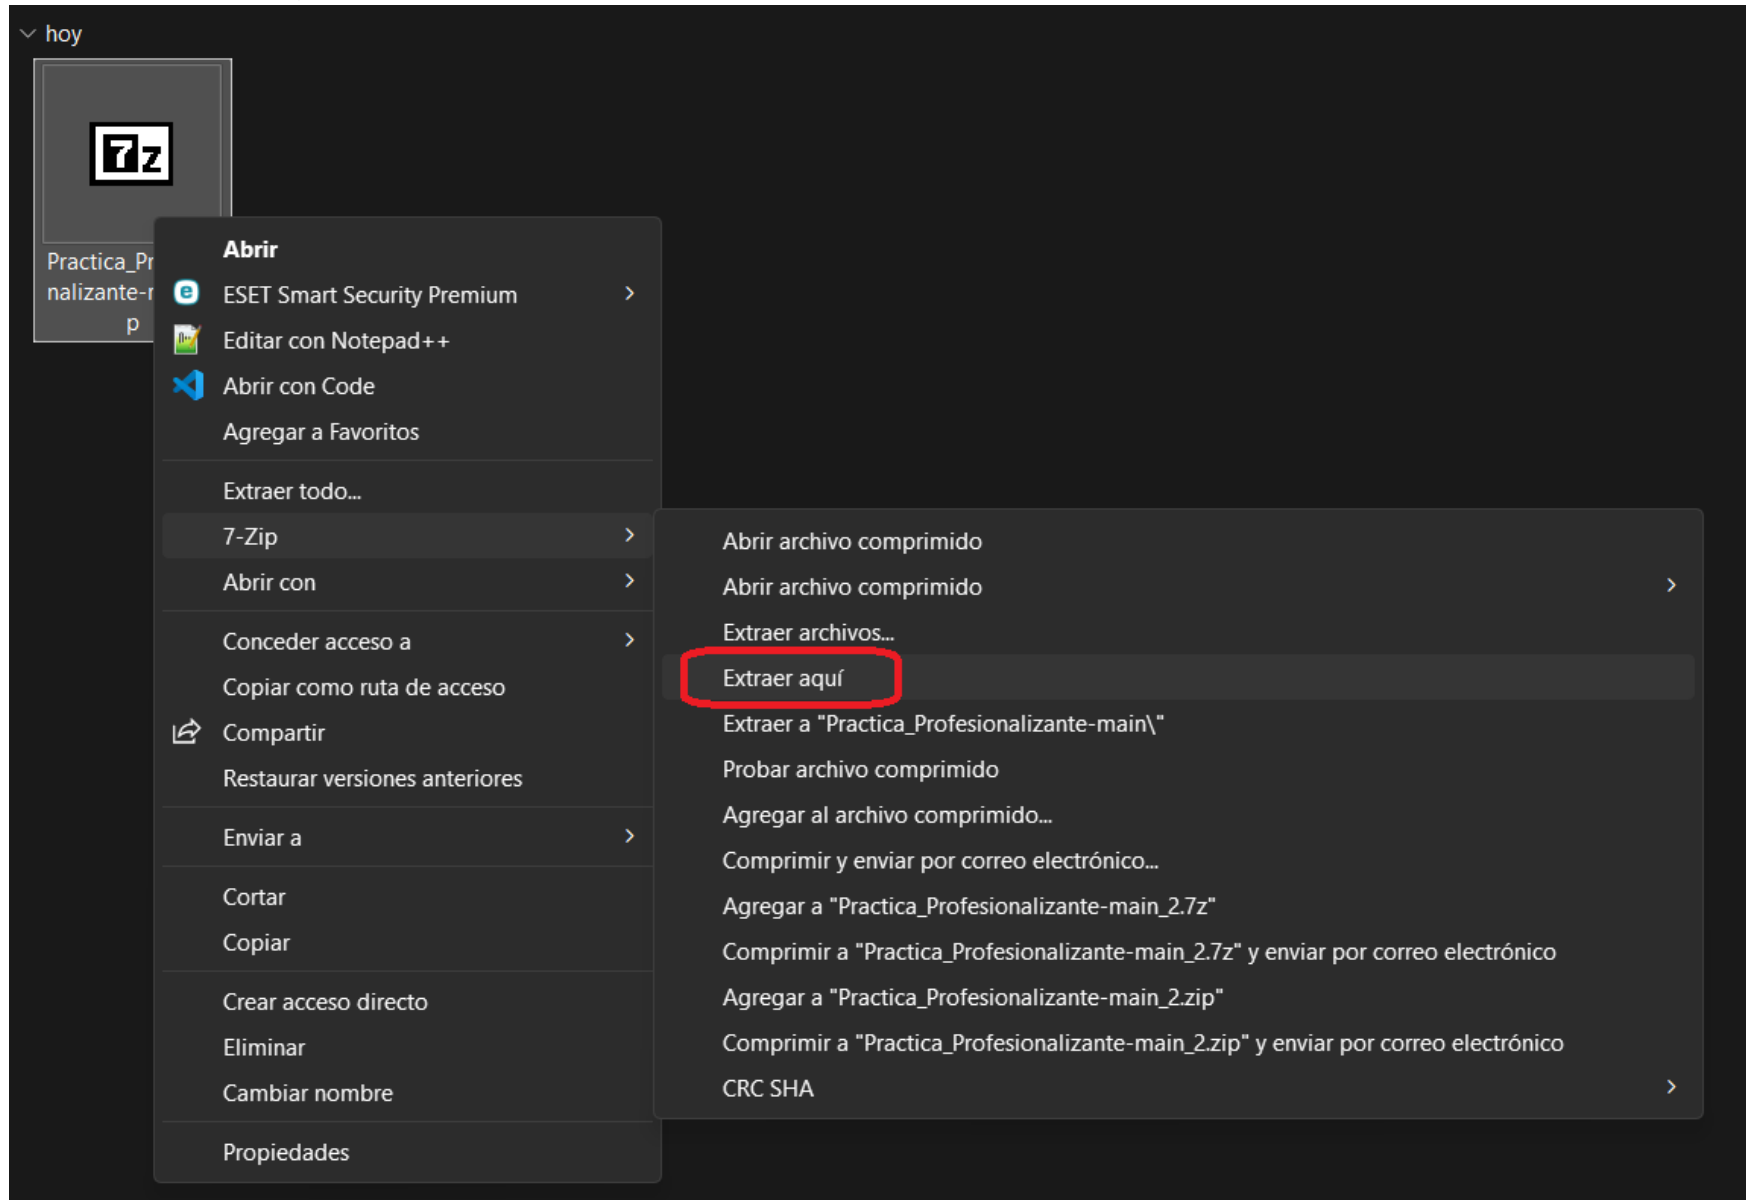 hoy
7z
Practica_Pr
nalizante-
p
Abrir
ESET Smart Security Premium
Editar con Notepad++
Abrir con Code
Agregar a Favoritos
Extraer todo...
7-Zip
Abrir con
Conceder acceso a
Copiar como ruta de acceso
Compartir
Restaurar versiones anteriores
Enviar a
Cortar
Copiar
Crear acceso directo
Eliminar
Cambiar nombre
Propiedades
Abrir archivo comprimido
Abrir archivo comprimido
Extraer archivos...
Extraer aquí
Extraer a "Practica_Profesionalizante-main\"
Probar archivo comprimido
Agregar al archivo comprimido...
Comprimir y enviar por correo electrónico...
Agregar a "Practica_Profesionalizante-main_2.7z"
Comprimir a "Practica_Profesionalizante-main_2.7z" y enviar por correo electrónico
Agregar a "Practica_Profesionalizante-main_2.zip"
Comprimir a "Practica_Profesionalizante-main_2.zip" y enviar por correo electrónico
CRC SHA